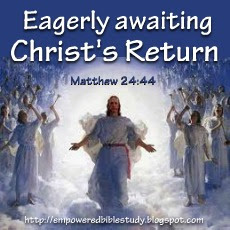 Eagerly awaiting
Christ's Return
Matthew 24:44
http://empoweredbiblestudy.blogspot.com